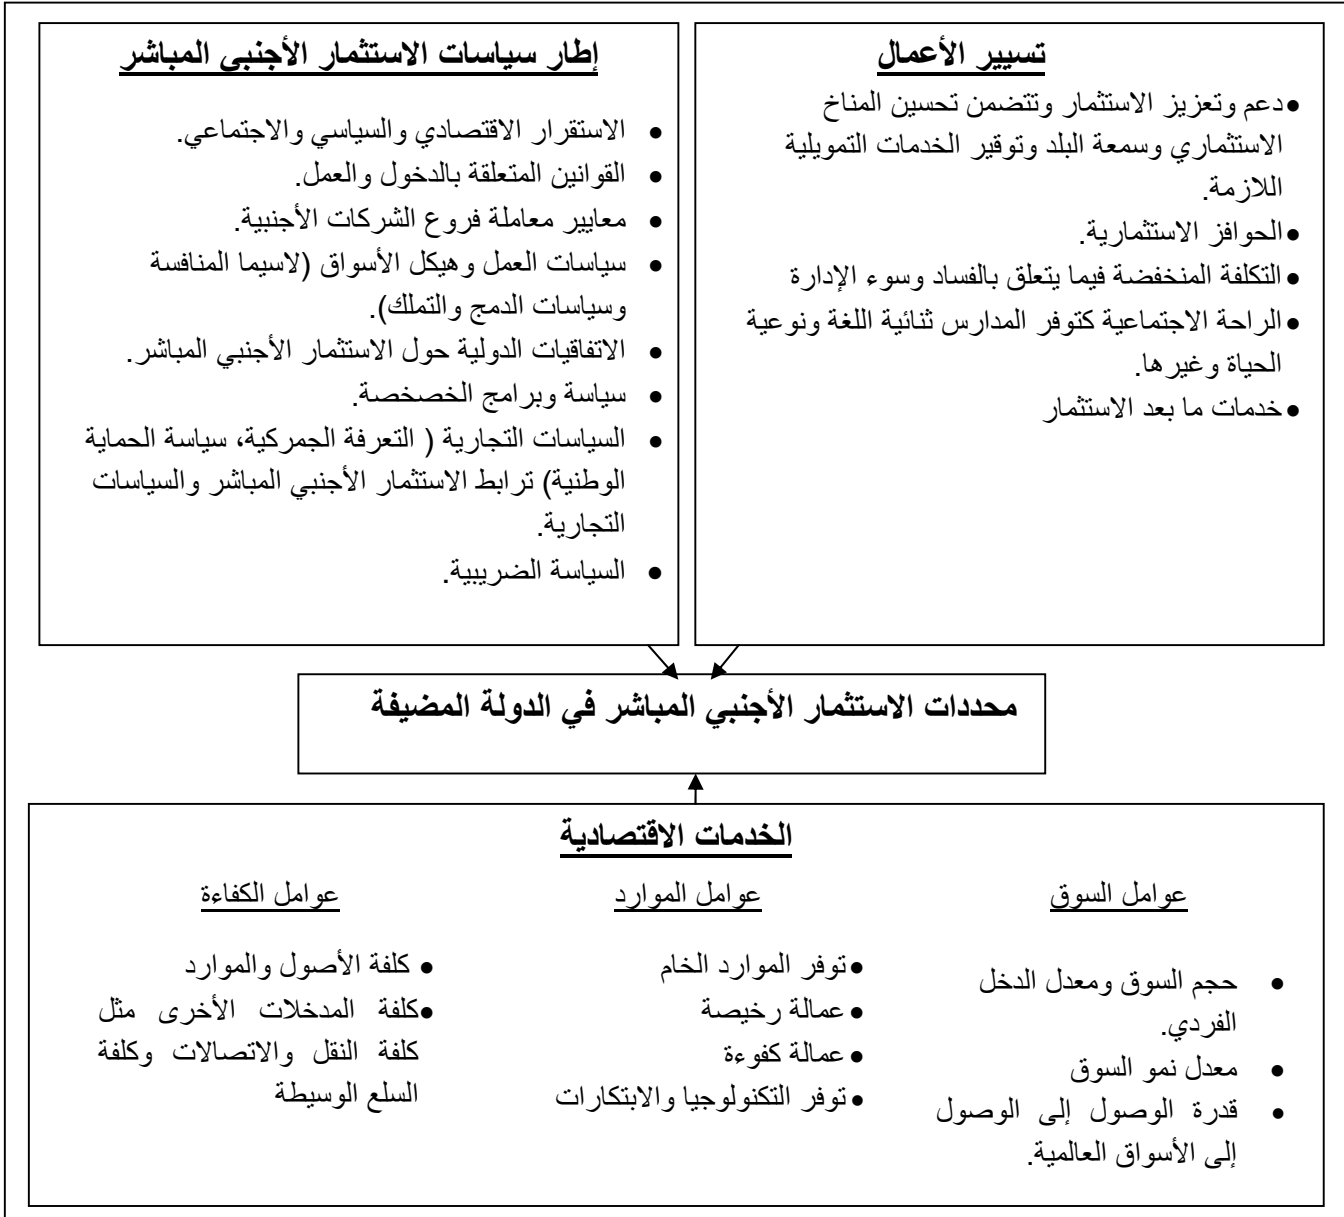 تسيير الأعمال
•دعم وتعزيز الاستثمار وتتضمن تحسين المناخ
الاستثماري وسمعة البلد وتوقير الخدمات التمويلية
اللازمة.
•الحوافز الاستثمارية.
•التكلفة المنخفضة فيما يتعلق بالفساد وسوء الإدارة
•الراحة الاجتماعية كتوفر المدارس ثنائية اللغة ونوعية
الحياة وغيرها.
•خدمات ما بعد الاستثمار
إطار سياسات الاستثمار الأجنبي المباشر
• الاستقرار الاقتصادي والسياسي والاجتماعي.
• القوانين المتعلقة بالدخول والعمل.
• معايير معاملة فروع الشركات الأجنبية.
• سياسات العمل وهيكل الأسواق (لاسيما المنافسة
وسياسات الدمج والتملك).
• الاتفاقيات الدولية حول الاستثمار الأجنبي المباشر.
• سياسة وبرامج الخصخصة.
• السياسات التجارية ( التعرفة الجمركية، سياسة الحماية
الوطنية) ترابط الاستثمار الأجنبي المباشر والسياسات
التجارية.
• السياسة الضريبية.
محددات الاستثمار الأجنبي المباشر في الدولة المضيفة
الخدمات الاقتصادية
عوامل السوق
• حجم السوق ومعدل الدخل
الفردي.
• معدل نمو السوق
• قدرة الوصول إلى الوصول
إلى الأسواق العالمية.
عوامل الموارد
•توفر الموارد الخام
•عمالة رخيصة
•عمالة كفوءة
•توفر التكنولوجيا والابتكارات
عوامل الكفاءة
• كلفة الأصول والموارد
•كلفة المدخلات الأخرى مثل
كلفة النقل والاتصالات وكلفة
السلع الوسيطة